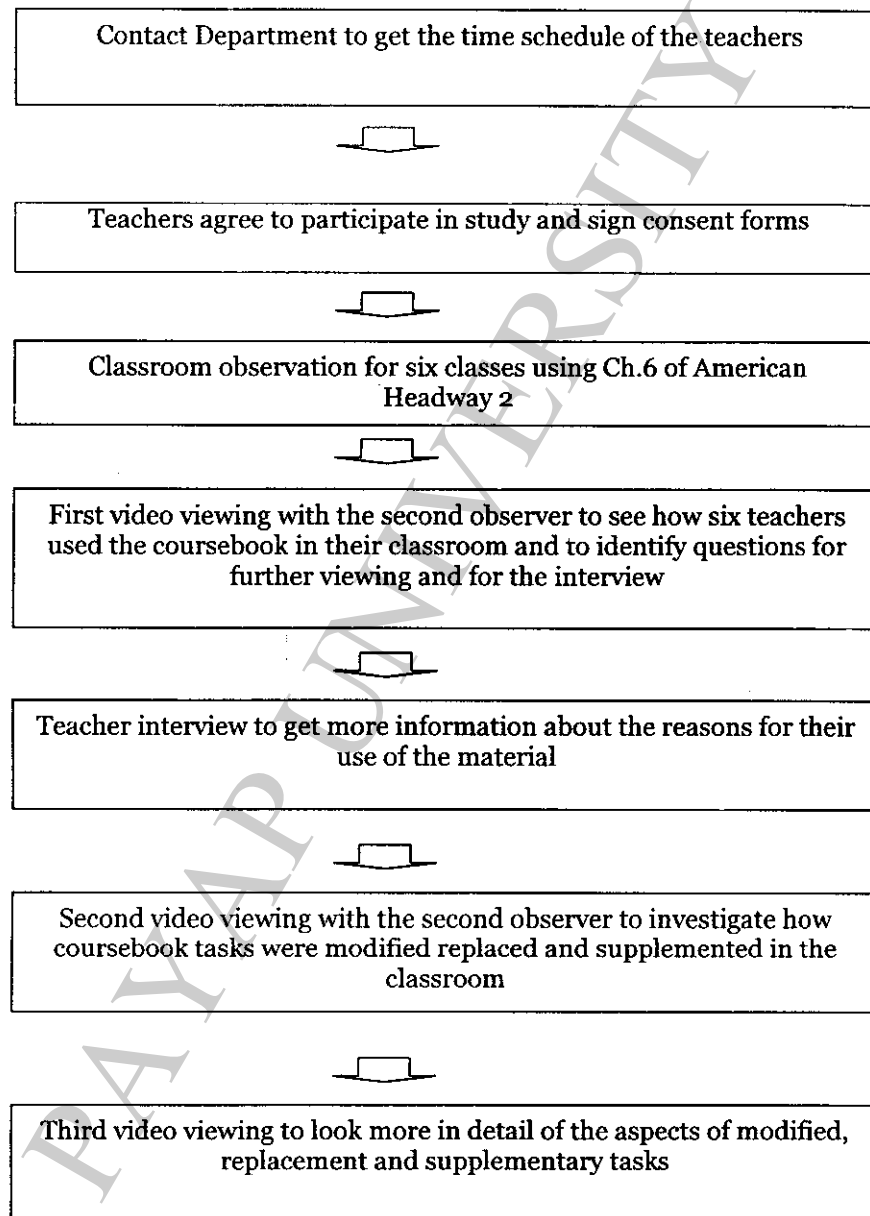 Contact Department to get the time schedule of the teachers
Teachers agree to participate in study and sign consent forms
Classroom observation for six classes using Ch.6 of American
Headway 2
First video viewing with the second observer to see how six teachers
used the coursebook in their classroom and to identify questions for
further viewing and for the interview
Teacher interview to get more information about the reasons for their
use of the material
Second video viewing with the second observer to investigate how
coursebook tasks were modified replaced and supplemented in the
classroom
Third video viewing to look more in detail of the aspects of modified,
replacement and supplementary tasks
PAYAP UNIVERSITY